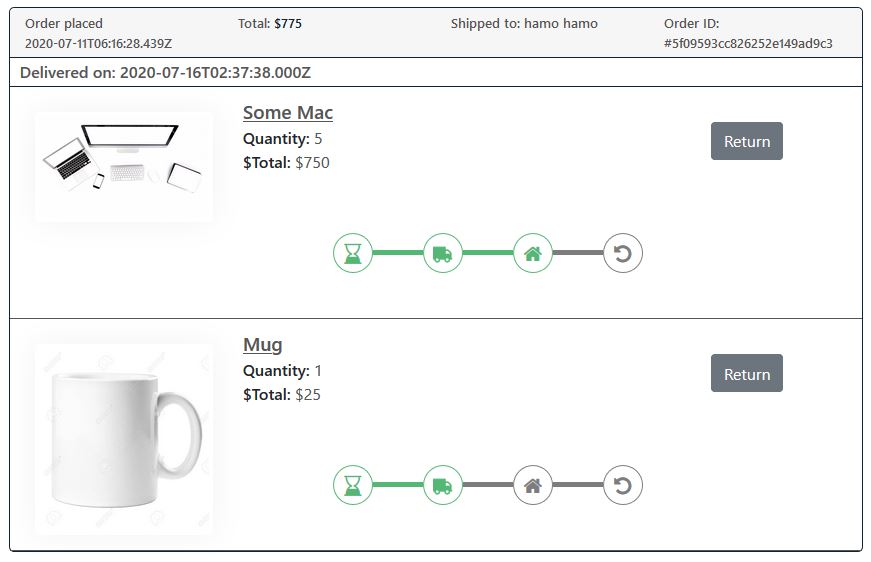 Order placed
2020-07-11T06:16:28.439Z
Total: $775
Shipped to: hamo hamo
Order ID:
#5f09593cc826252e149ad9c3
Delivered on: 2020-07-16T02:37:38.000Z
Some Mac
Quantity: 5
$Total: $750
Return
Mug
Quantity: 1
$Total: $25
Return